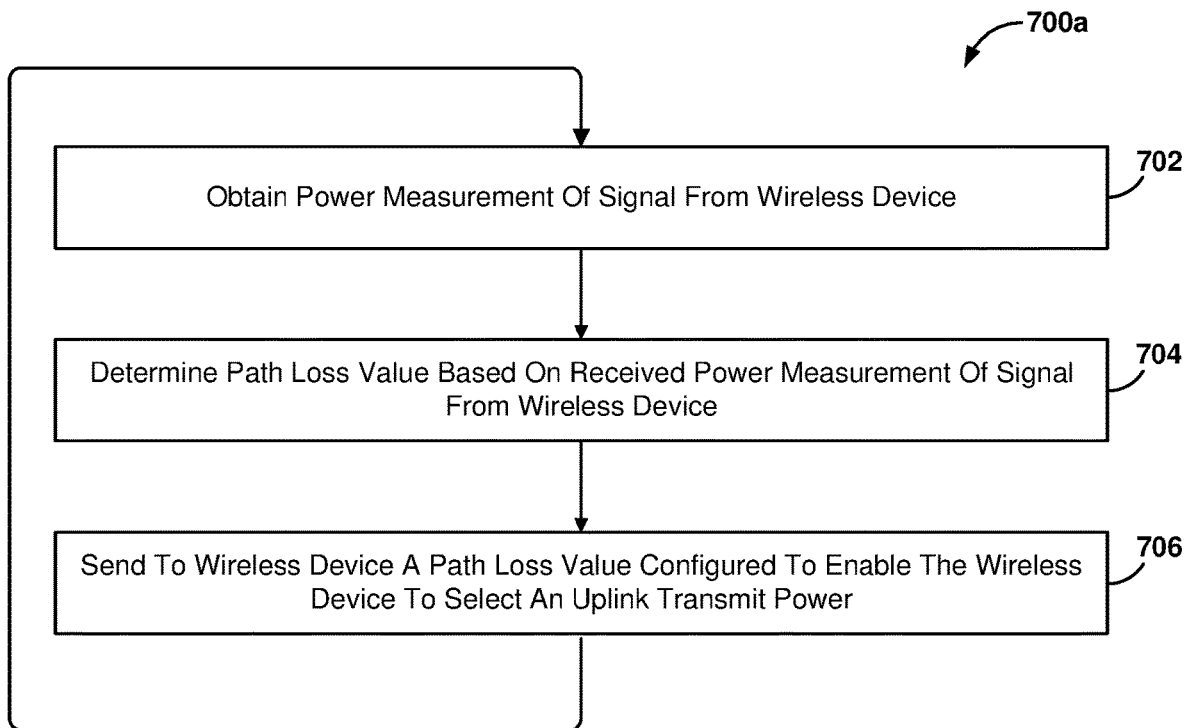 700a
Obtain Power Measurement Of Signal From Wireless Device
702
Determine Path Loss Value Based On Received Power Measurement Of Signal
From Wireless Device
704
Send To Wireless Device A Path Loss Value Configured To Enable The Wireless
Device To Select An Uplink Transmit Power
706